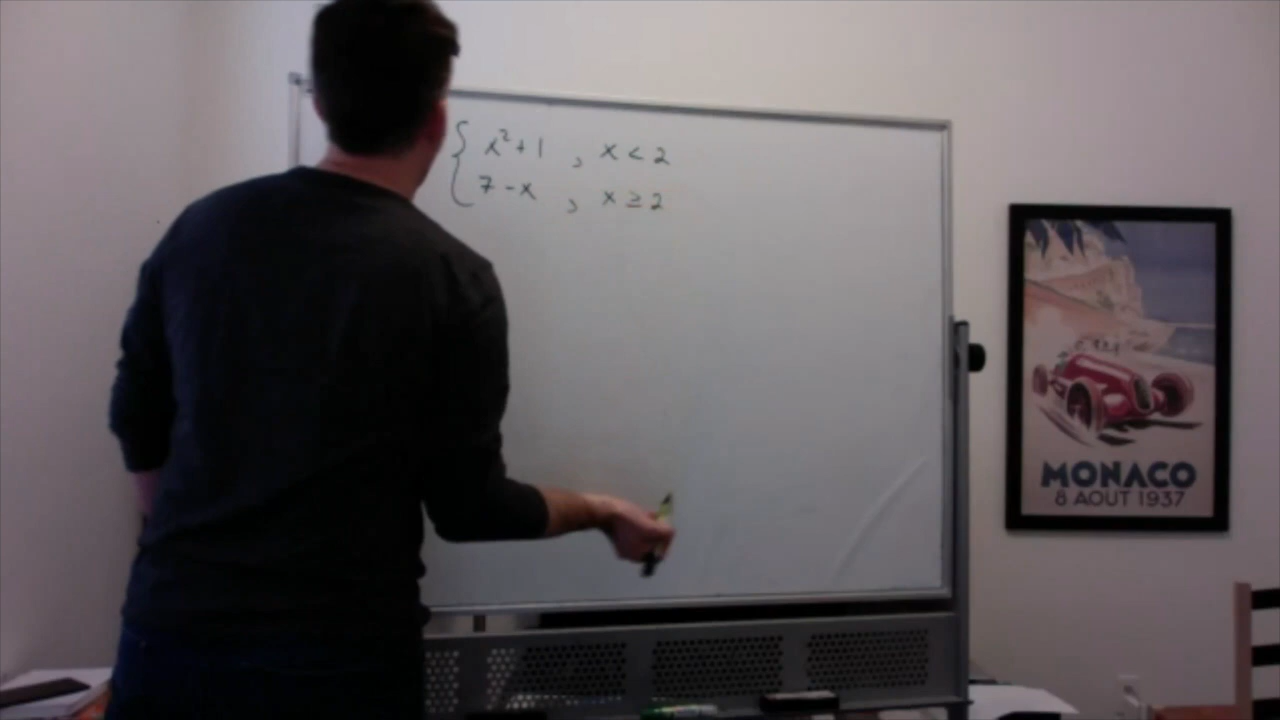 x² + 1 , x < 2
7 - x , x ≥ 2
MONACO
8 AOUT 1937